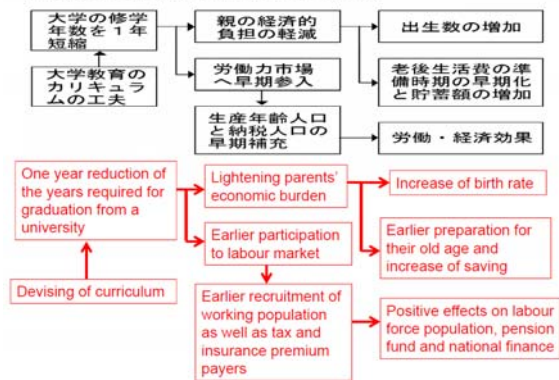 大学の修学
年数を1年
短縮
親の経済的
負担の軽減
出生数の増加
大学教育の
カリキュラ
ムの工夫
労働力市場
へ早期参入
老後生活費の準
備時期の早期化
と貯蓄額の増加
生産年齢人口
と納税人口の
早期補充
労働・経済効果
One year reduction of
the years required for
graduation from a
university
Lightening parents'
economic burden
Increase of birth rate
Earlier participation
to labour market
Earlier preparation for
their old age and
increase of saving
Devising of curriculum
Earlier recruitment of
working population
as well as tax and
insurance premium
payers
Positive effects on labour
force population, pension
fund and national finance